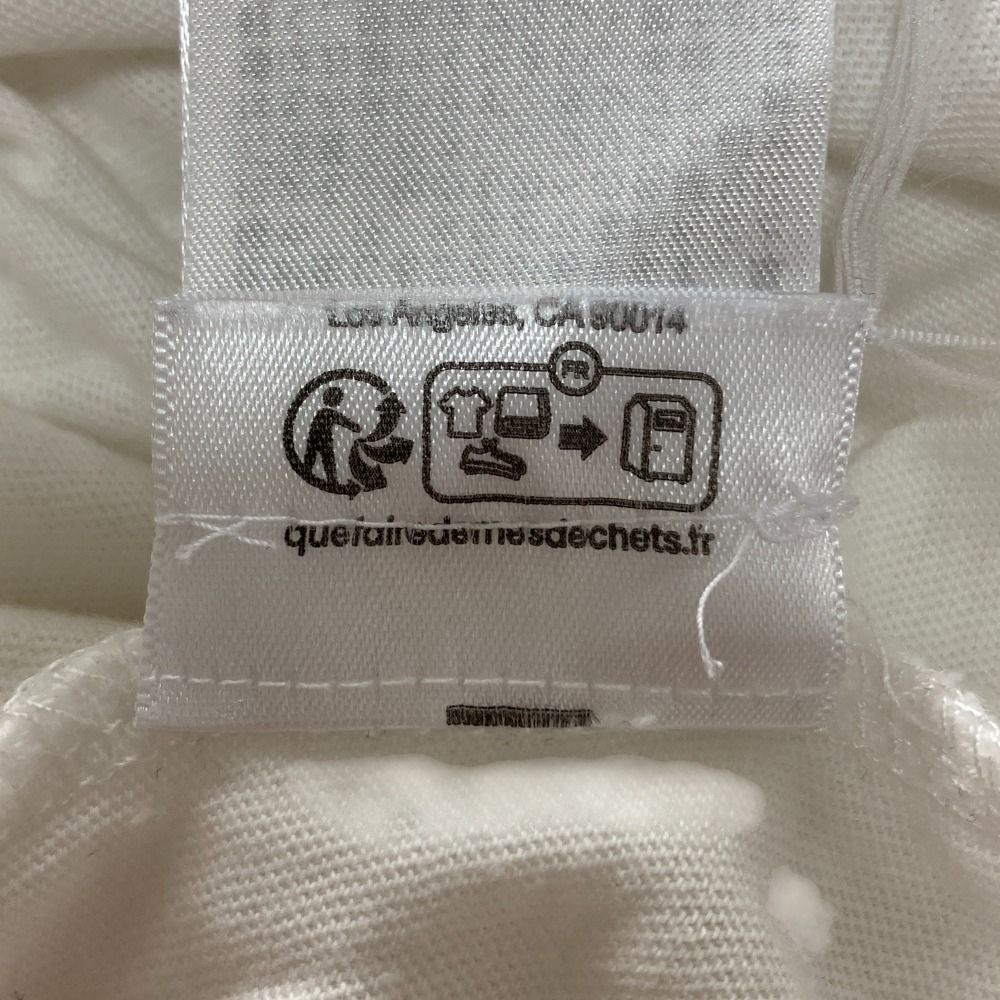 Los Angeles, CA 90014
FR
quefairedemesdechets.fr